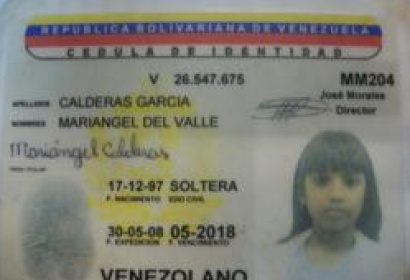 REPUBLICA BOLIVARIANA DE VENEZUELA
CEDULA DE IDENTIDAD
V 26.547.675 MM204
APELLIDOS CALDERAS GARCIA José Morales
NOMBRES MARIANGEL DEL VALLE Director
Mariángel Calderas
FIRMA TITULAR
17-12-97 SOLTERA
F. NACIMIENTO EDO CIVIL
30-05-08 05-2018
F. EXPEDICION F. VENCIMIENTO
VENEZOLANO